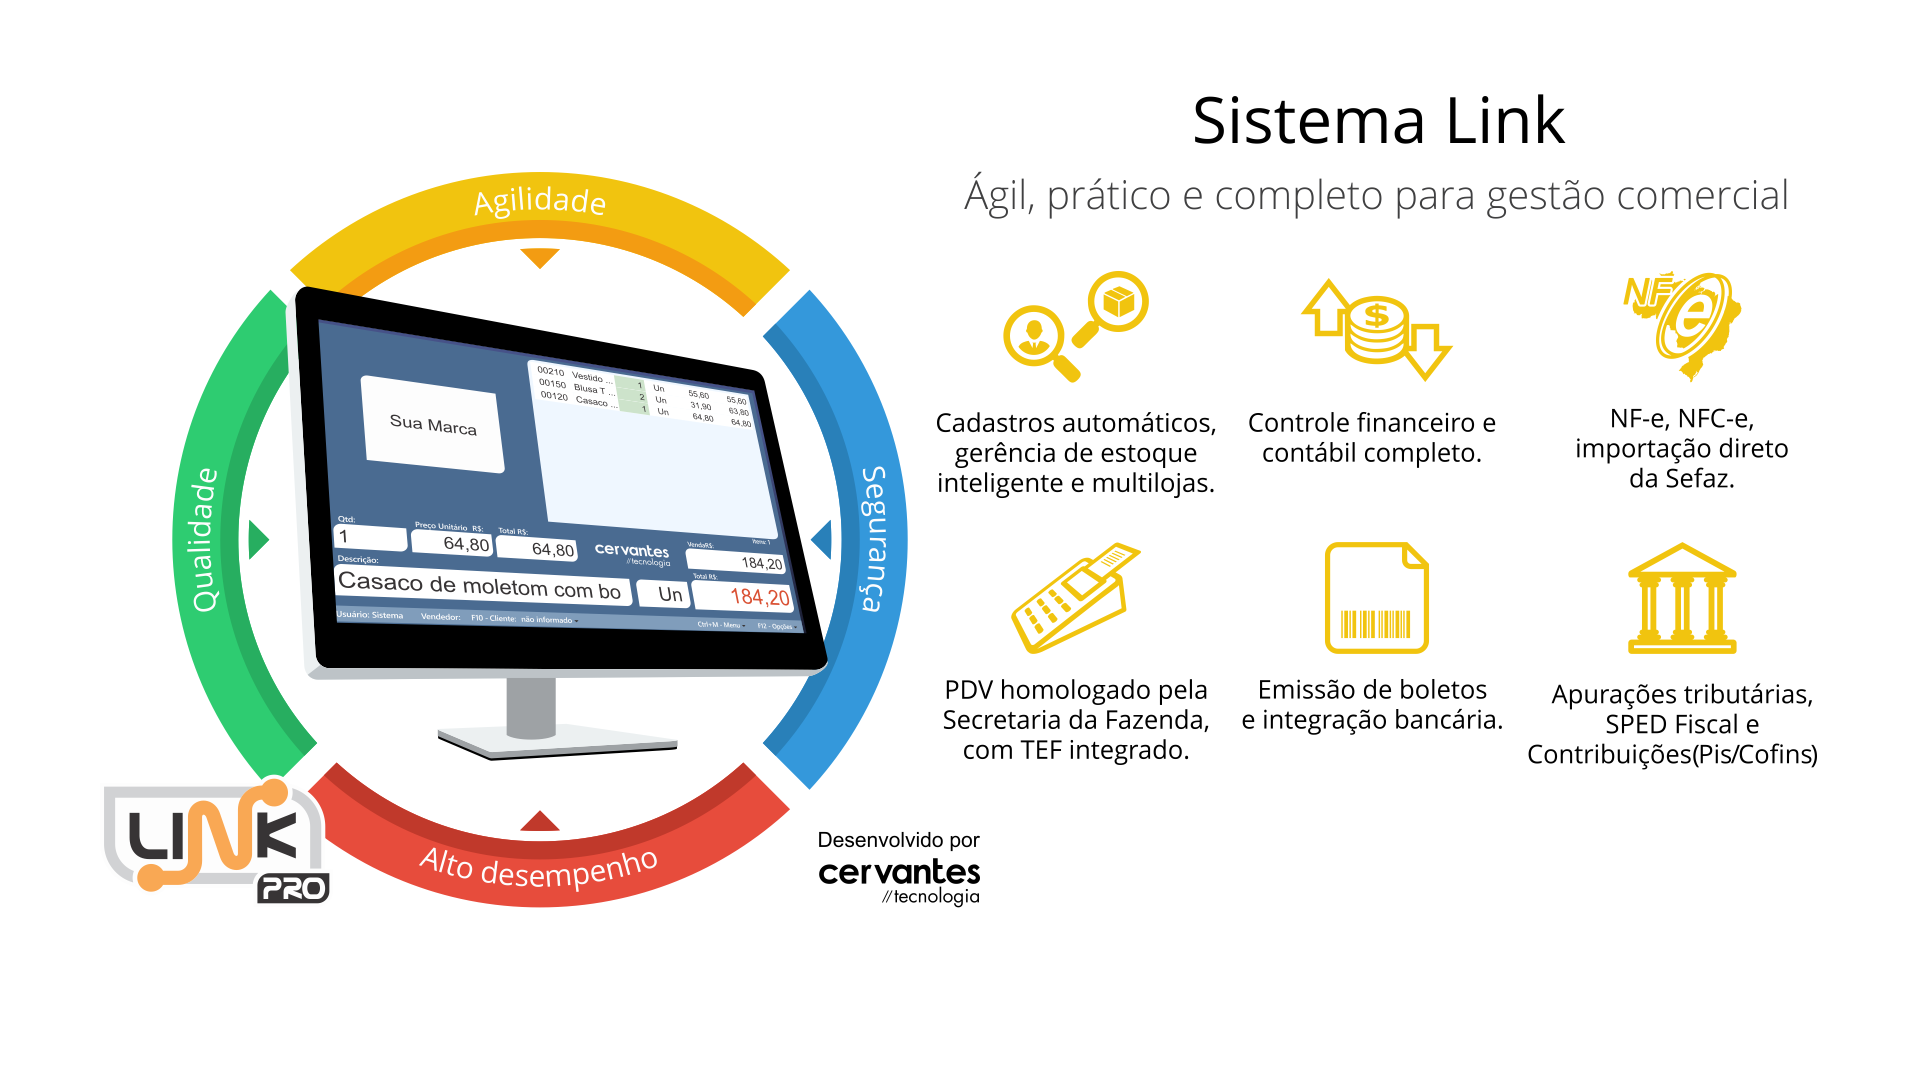 Sistema Link
Ágil, prático e completo para gestão comercial
Agilidade
Segurança
Qualidade
Alto desempenho
Sua Marca
00210 Vestido ... 1 Un 55,60 55,60
00150 Blusa T ... 2 Un 31,90 63,80
00120 Casaco ... 1 Un 64,80 64,80
Itens: 1
Qtd: Preço Unitário R$: Total R$: VendaR$:
1 64,80 64,80 184,20
cervantes
//tecnologia
Descrição: Total R$:
Casaco de moletom com bo Un 184,20
Usuário: Sistema Vendedor: F10 - Cliente: não informado Ctrl+M - Menu F12 - Opções
Cadastros automáticos,
gerência de estoque
inteligente e multilojas.
Controle financeiro e
contábil completo.
NF e
NF-e, NFC-e,
importação direto
da Sefaz.
PDV homologado pela
Secretaria da Fazenda,
com TEF integrado.
Emissão de boletos
e integração bancária.
Apurações tributárias,
SPED Fiscal e
Contribuições(Pis/Cofins)
LINK
PRO
Desenvolvido por
cervantes
//tecnologia